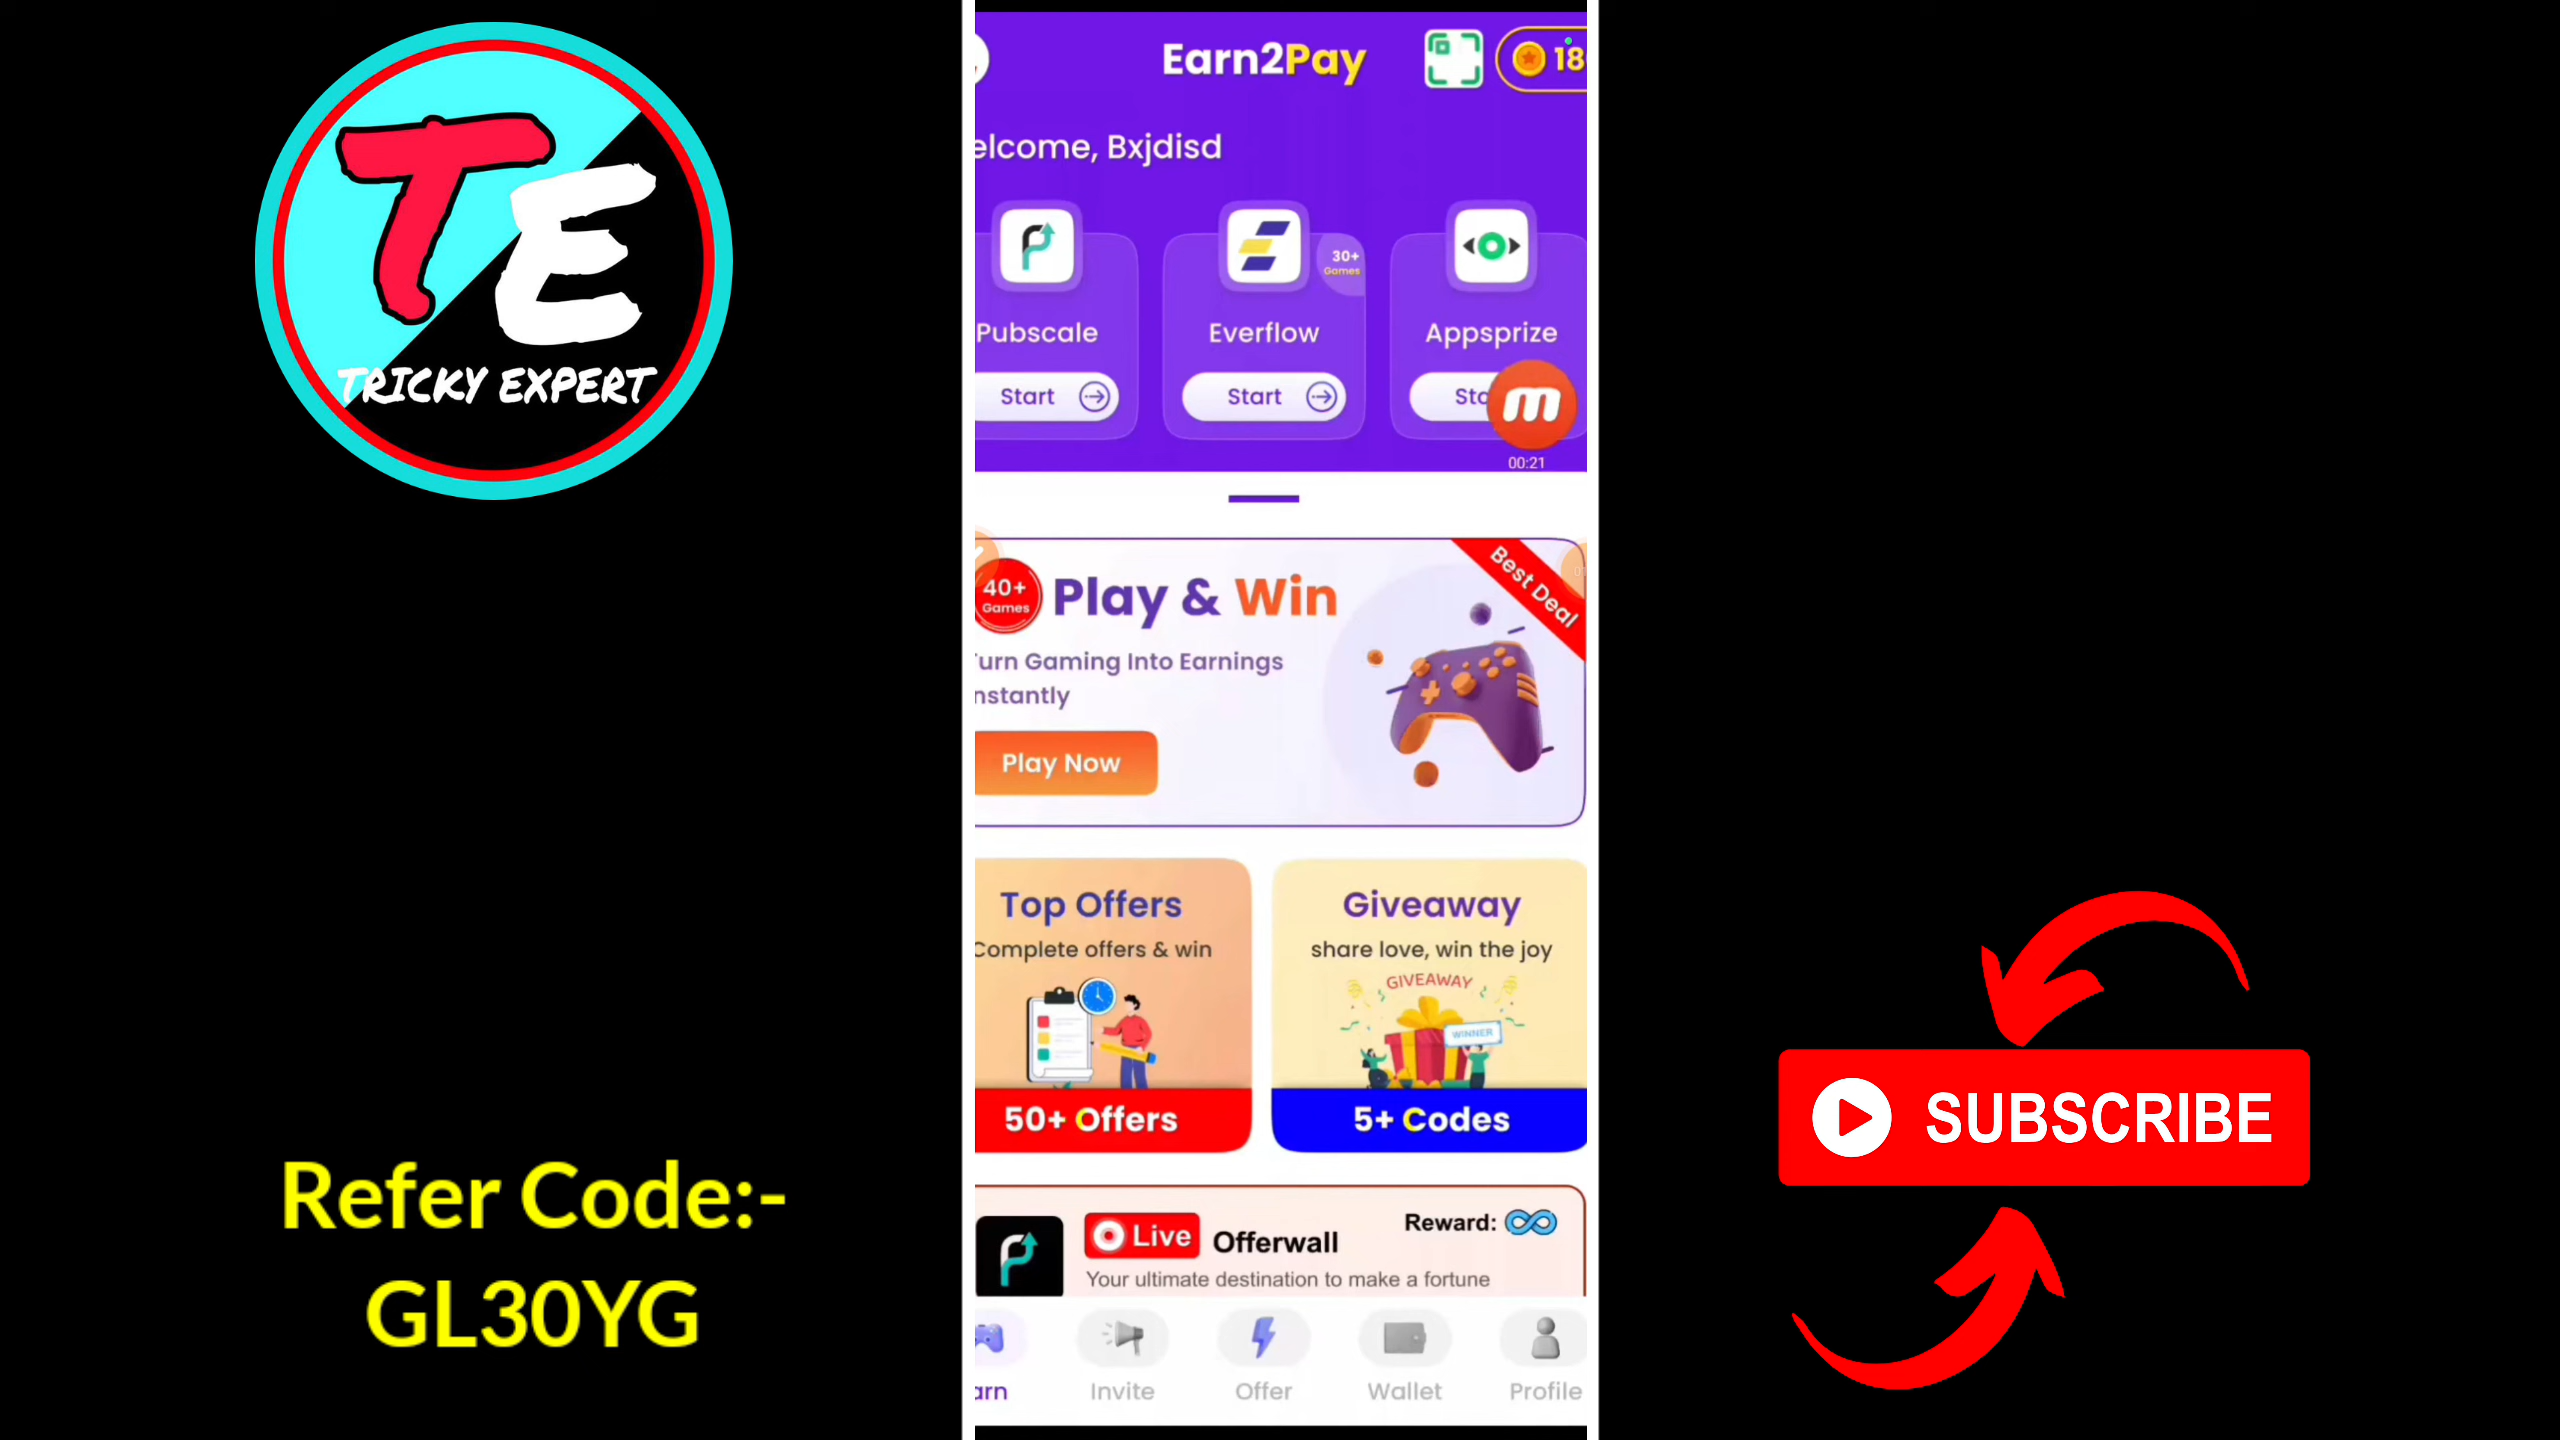 TE
TRICKY EXPERT
Refer Code:-
GL30YG
Earn2Pay
18
elcome, Bxjdisd
30+
Games
Pubscale
Everflow
Appsprize
Start
Start
Sta
m
00:21
Best Deal
40+
Games
Play & Win
urn Gaming Into Earnings
nstantly
Play Now
Top Offers
Complete offers & win
50+ Offers
Giveaway
share love, win the joy
GIVEAWAY
WINNER
5+ Codes
Live
Offerwall
Reward:
Your ultimate destination to make a fortune
arn
Invite
Offer
Wallet
Profile
SUBSCRIBE